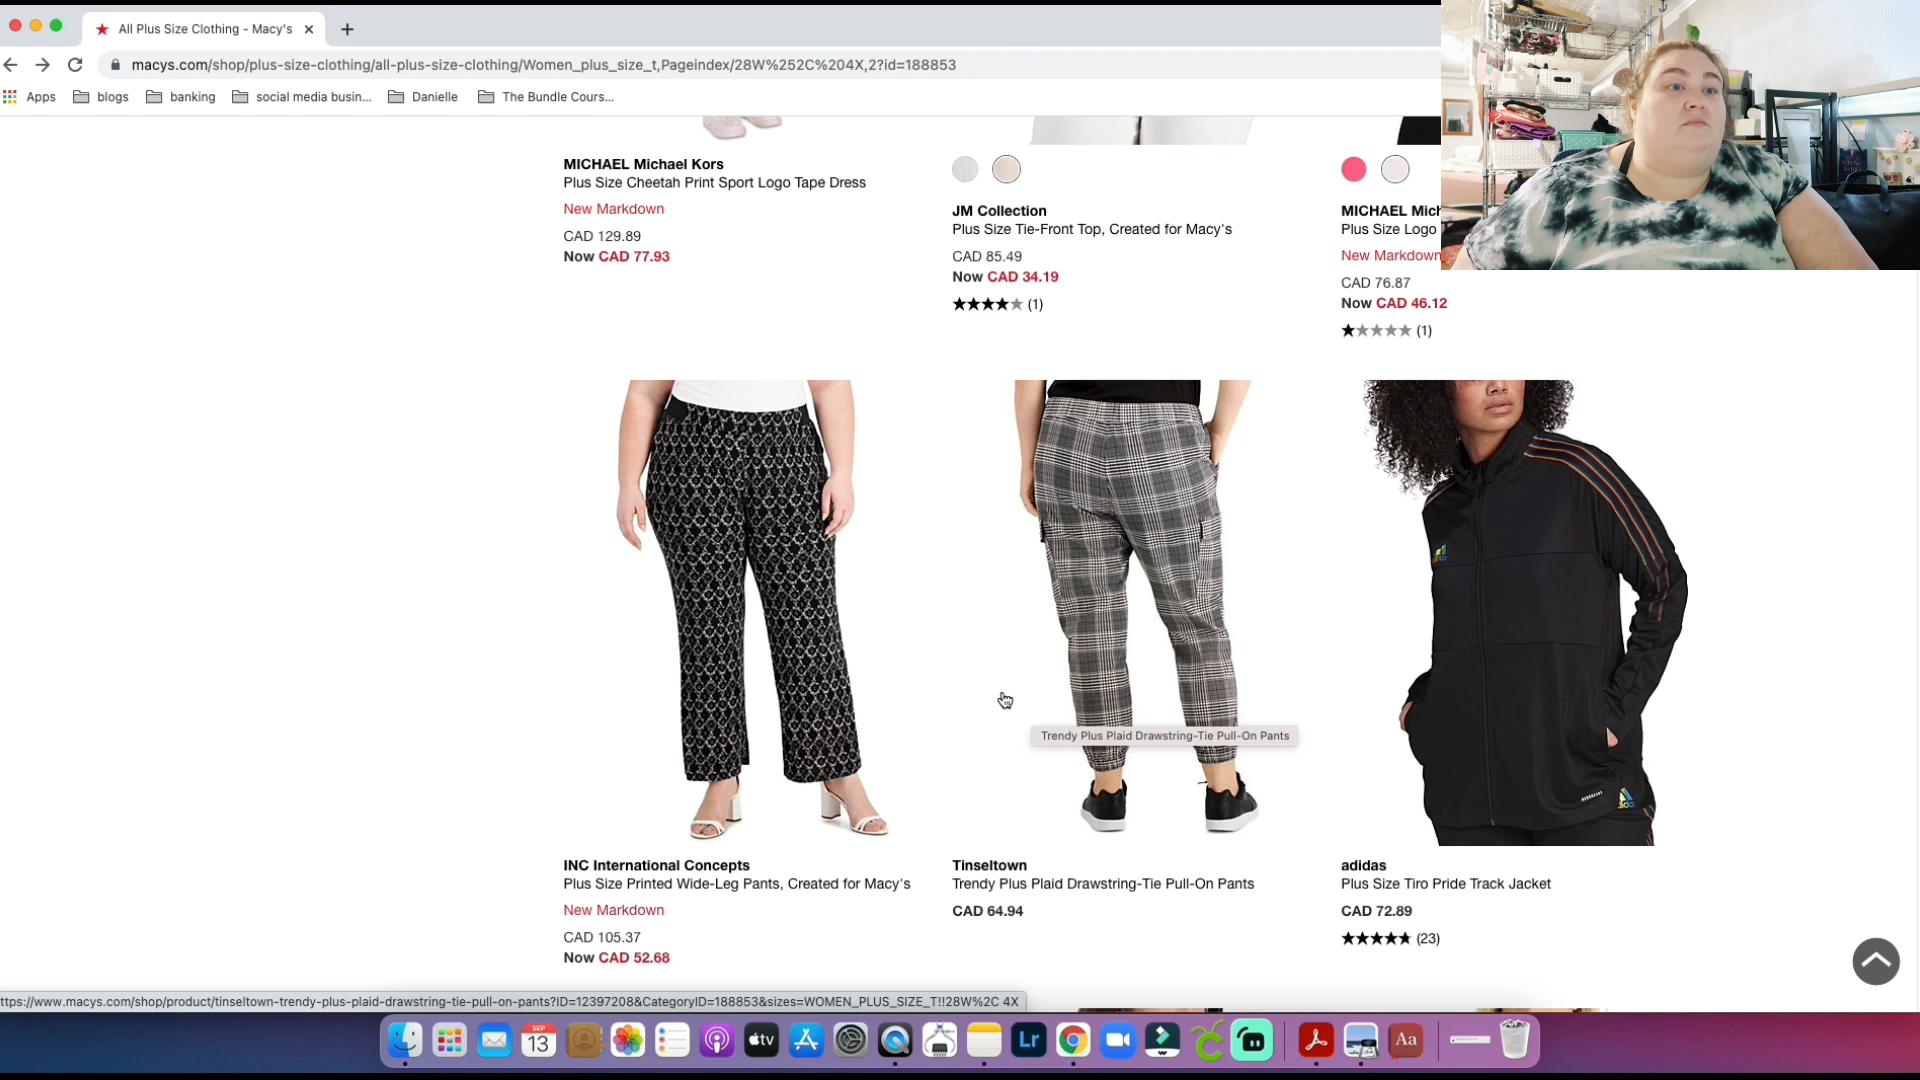 All Plus Size Clothing - Macy's
macys.com/shop/plus-size-clothing/all-plus-size-clothing/Women_plus_size_t,Pageindex/28W%252C%204X,2?id=188853
Apps blogs banking social media busin... Danielle The Bundle Cours...
MICHAEL Michael Kors
Plus Size Cheetah Print Sport Logo Tape Dress
New Markdown
CAD 129.89
Now CAD 77.93
JM Collection
Plus Size Tie-Front Top, Created for Macy's
CAD 85.49
Now CAD 34.19
(1)
MICHAEL Mich
Plus Size Logo
New Markdown
CAD 76.87
Now CAD 46.12
(1)
Trendy Plus Plaid Drawstring-Tie Pull-On Pants
INC International Concepts
Plus Size Printed Wide-Leg Pants, Created for Macy's
New Markdown
CAD 105.37
Now CAD 52.68
Tinseltown
Trendy Plus Plaid Drawstring-Tie Pull-On Pants
CAD 64.94
adidas
Plus Size Tiro Pride Track Jacket
CAD 72.89
(23)
ttps://www.macys.com/shop/product/tinseltown-trendy-plus-plaid-drawstring-tie-pull-on-pants?ID=12397208&CategoryID=188853&sizes=WOMEN_PLUS_SIZE_T!!28W%2C 4X
SEP
13
tv
Lr
Aa